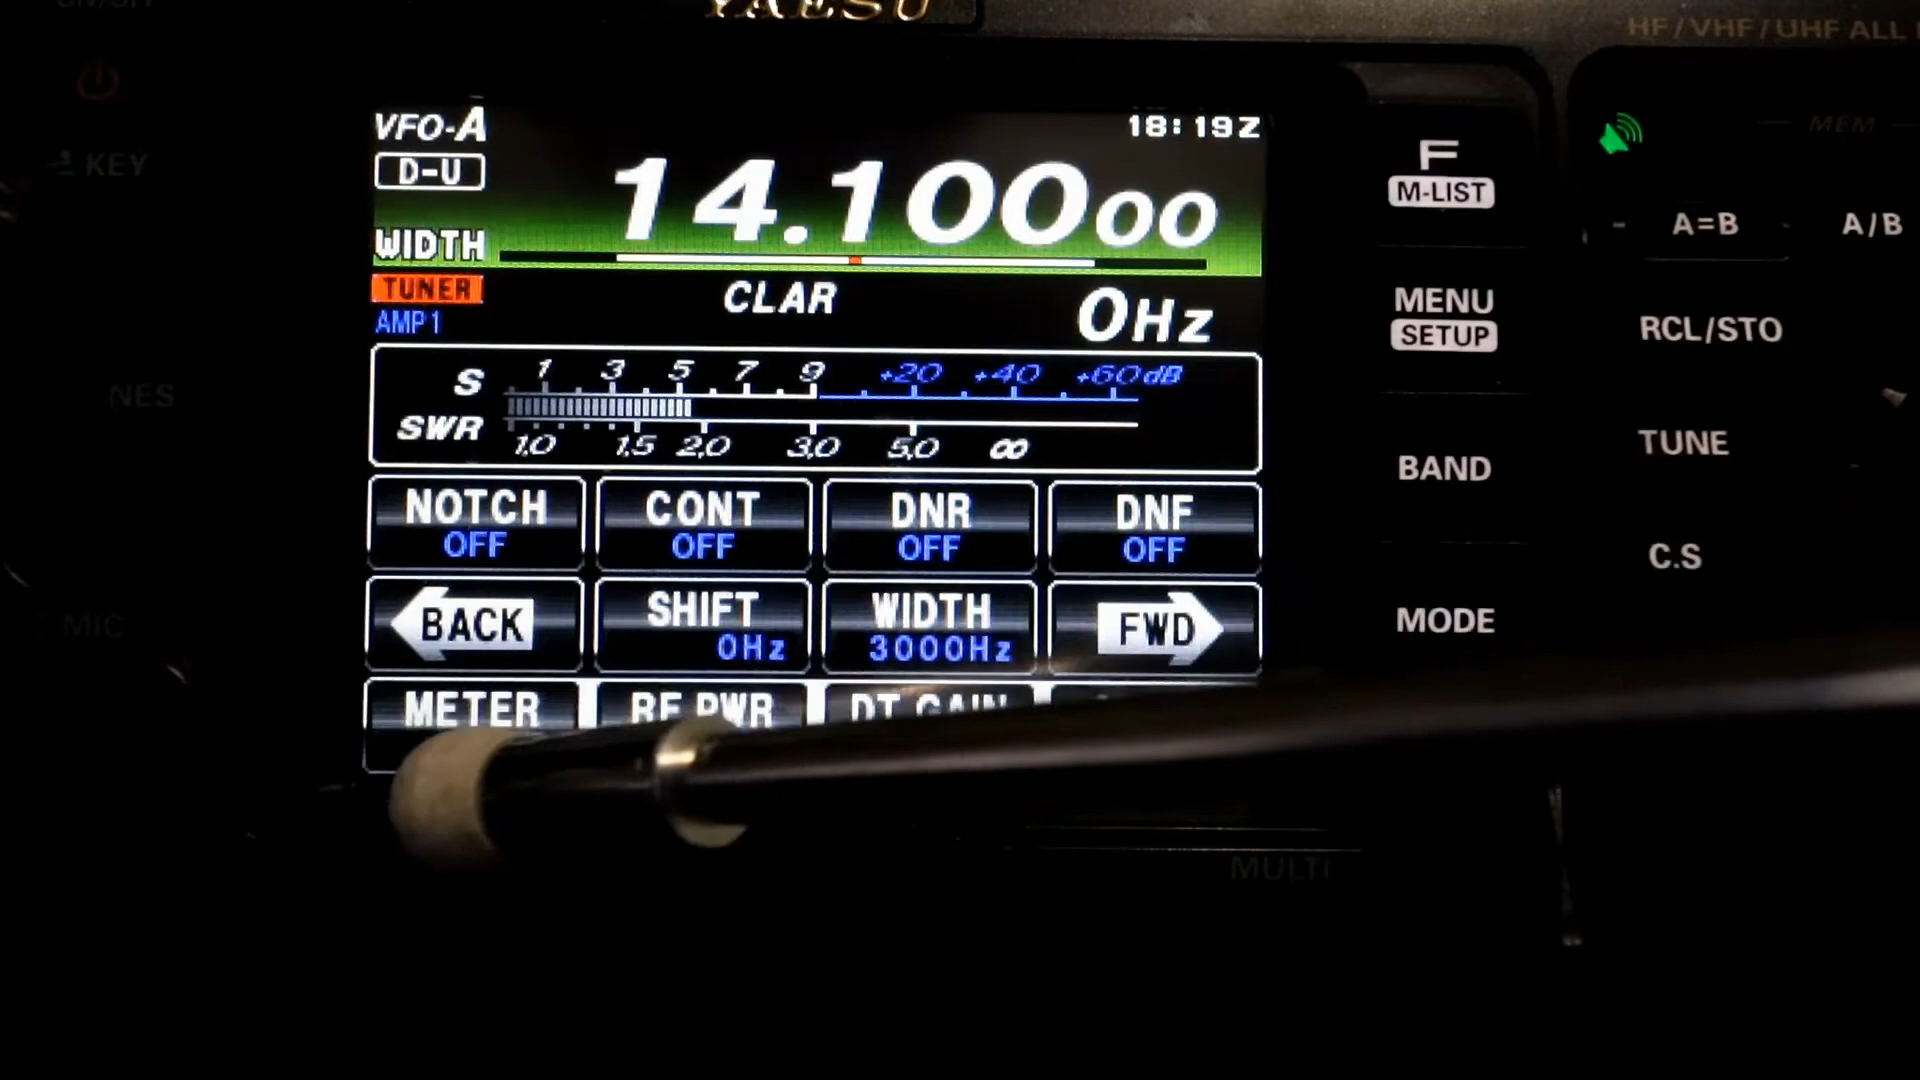 ON/OFF
YAESU
HF/VHF/UHF ALL
KEY
NES
MIC
VFO-A
18:19Z
D-U
14.10000
WIDTH
TUNER
CLAR
0Hz
AMP1
S 1 3 5 7 9 +20 +40 +60dB
SWR 1.0 1.5 2.0 3.0 5.0 ∞
NOTCH CONT DNR DNF
OFF OFF OFF OFF
BACK SHIFT WIDTH FWD
0Hz 3000Hz
METER RF PWR DT GAIN
F
M-LIST
MENU
SETUP
BAND
MODE
MULTI
MEM
A=B A/B
RCL/STO
TUNE
C.S